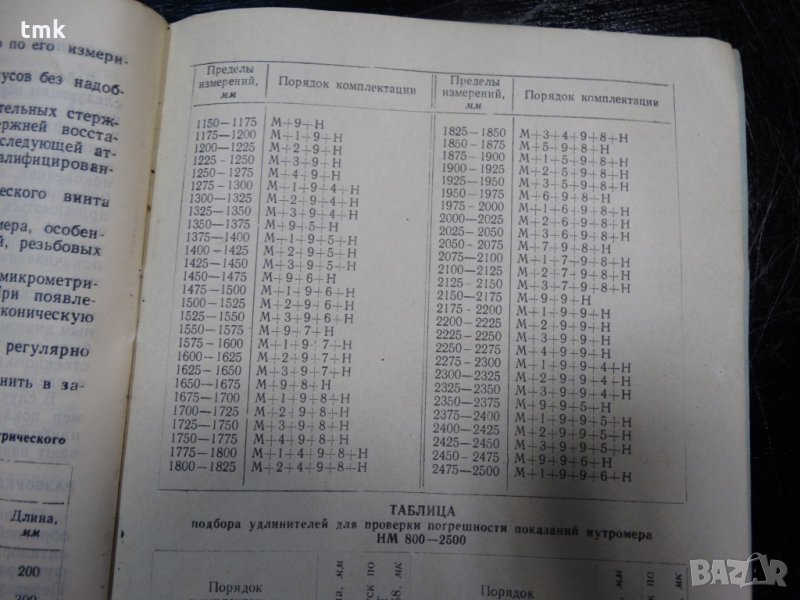 tmk
о по его измери-
усов без надоб-
тельных стерж-
ержней восста-
следующей ат-
алифицирован-
еского винта
мера, особен-
й, резьбовых
микрометри-
При появле-
коническую
регулярно
нить в за-
трического
Длина, мм
200
Пределы измерений, мм Порядок комплектации Пределы измерений, мм Порядок комплектации
1150—1175 М+9+Н
1175—1200 М+1+9+Н
1200—1225 М+2+9+Н
1225-1250 М+3+9+Н
1250—1275 М+4+9+Н
1275-1300 М+1+9+4+Н
1300—1325 М+2+9+4+Н
1325—1350 М+3+9+4+Н
1350—1375 М+9+5+Н
1375—1400 М+1+9+5+Н
1400—1425 М+2+9+5+Н
1425—1450 М+3+9+5+Н
1450—1475 М+9+6+Н
1475—1500 М+1+9+6+Н
1500—1525 М+2+9+6+Н
1525—1550 М+3+9+6+Н
1550—1575 М+9+7+Н
1575—1600 М+1+9+7+Н
1600—1625 М+2+9+7+Н
1625—1650 М+3+9+7+Н
1650—1675 М+9+8+Н
1675—1700 М+1+9+8+Н
1700—1725 М+2+9+8+Н
1725—1750 М+3+9+8+Н
1750—1775 М+4+9+8+Н
1775—1800 М+1+4+9+8+Н
1800—1825 М+2+4+9+8+Н
1825—1850 М+3+4+9+8+Н
1850—1875 М+5+9+8+Н
1875—1900 М+1+5+9+8+Н
1900—1925 М+2+5+9+8+Н
1925—1950 М+3+5+9+8+Н
1950—1975 М+6+9+8+Н
1975—2000 М+1+6+9+8+Н
2000—2025 М+2+6+9+8+Н
2025—2050 М+3+6+9+8+Н
2050—2075 М+7+9+8+Н
2075—2100 М+1+7+9+8+Н
2100—2125 М+2+7+9+8+Н
2125—2150 М+3+7+9+8+Н
2150—2175 М+9+9+Н
2175—2200 М+1+9+9+Н
2200—2225 М+2+9+9+Н
2225—2250 М+3+9+9+Н
2250—2275 М+4+9+9+Н
2275—2300 М+1+9+9+4+Н
2300—2325 М+2+9+9+4+Н
2325—2350 М+3+9+9+4+Н
2350—2375 М+9+9+5+Н
2375—2400 М+1+9+9+5+Н
2400—2425 М+2+9+9+5+Н
2425—2450 М+3+9+9+5+Н
2450—2475 М+9+9+6+Н
2475—2500 М+1+9+9+6+Н
ТАБЛИЦА
подбора удлинителей для проверки погрешности показаний нутромера
НМ 800—2500
Порядок
Порядок
BAZAR